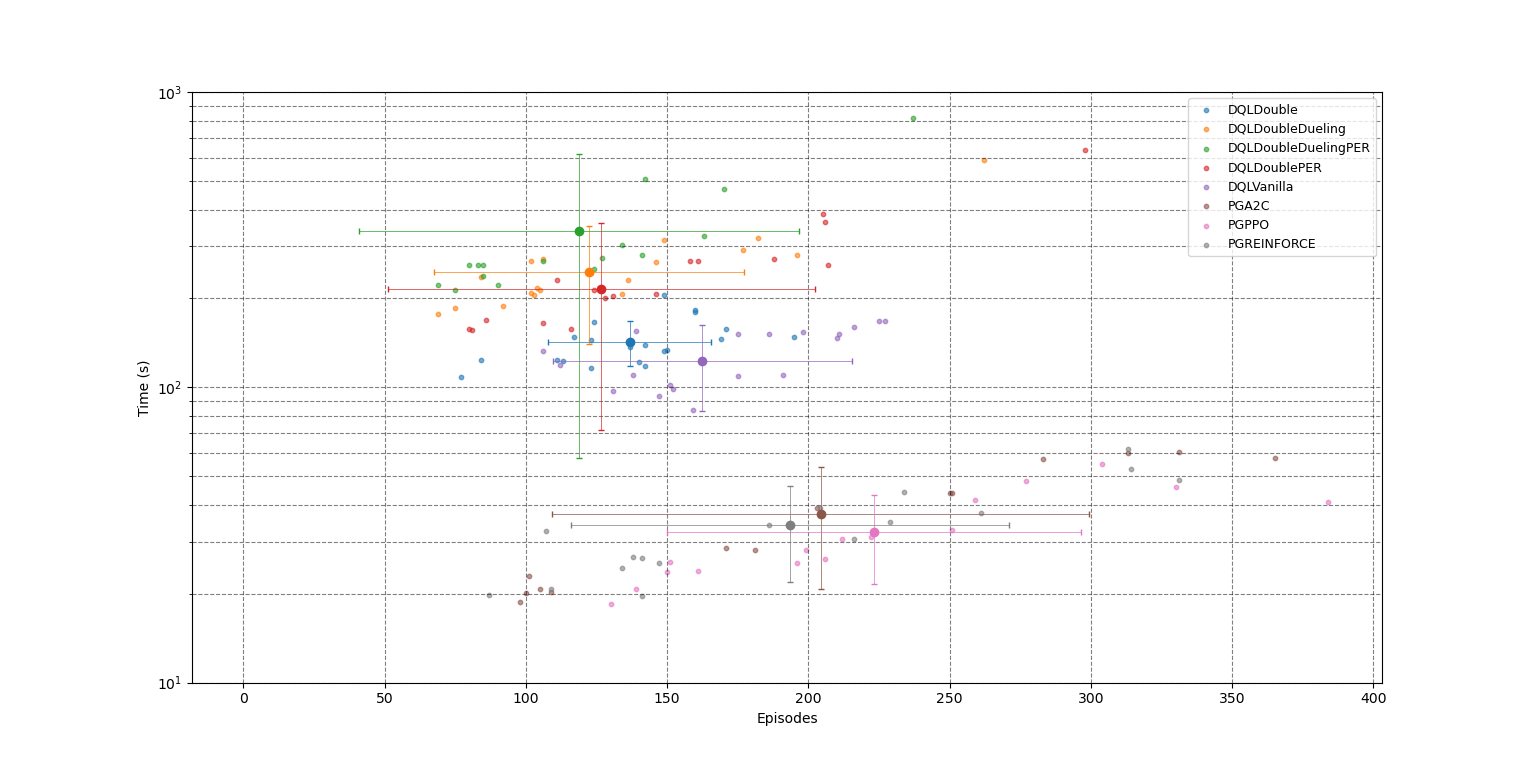 10³
10²
10¹
Time (s)
DQLDouble
DQLDoubleDueling
DQLDoubleDuelingPER
DQLDoublePER
DQLVanilla
PGA2C
PGPPO
PGREINFORCE
0 50 100 150 200 250 300 350 400
Episodes